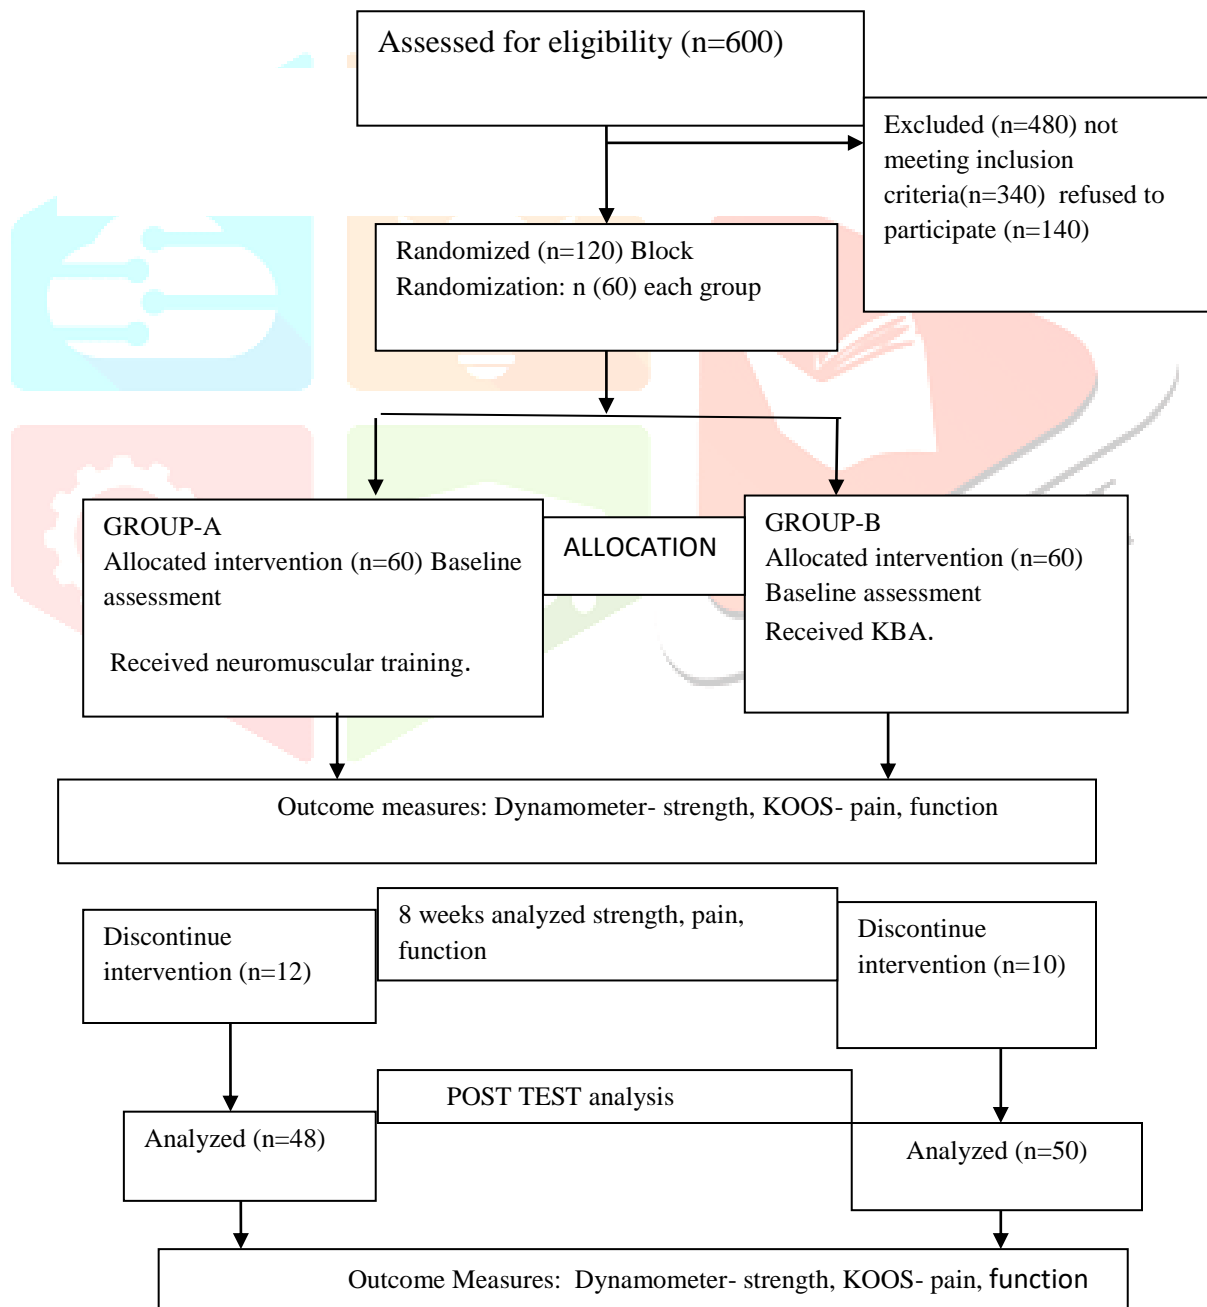 Assessed for eligibility (n=600)
Excluded (n=480) not
meeting inclusion
criteria(n=340) refused to
participate (n=140)
Randomized (n=120) Block
Randomization: n (60) each group
GROUP-A
Allocated intervention (n=60) Baseline
assessment
Received neuromuscular training.
ALLOCATION
GROUP-B
Allocated intervention (n=60)
Baseline assessment
Received KBA.
Outcome measures: Dynamometer- strength, KOOS- pain, function
Discontinue
intervention (n=12)
8 weeks analyzed strength, pain,
function
Discontinue
intervention (n=10)
POST TEST analysis
Analyzed (n=48)
Analyzed (n=50)
Outcome Measures: Dynamometer- strength, KOOS- pain, function